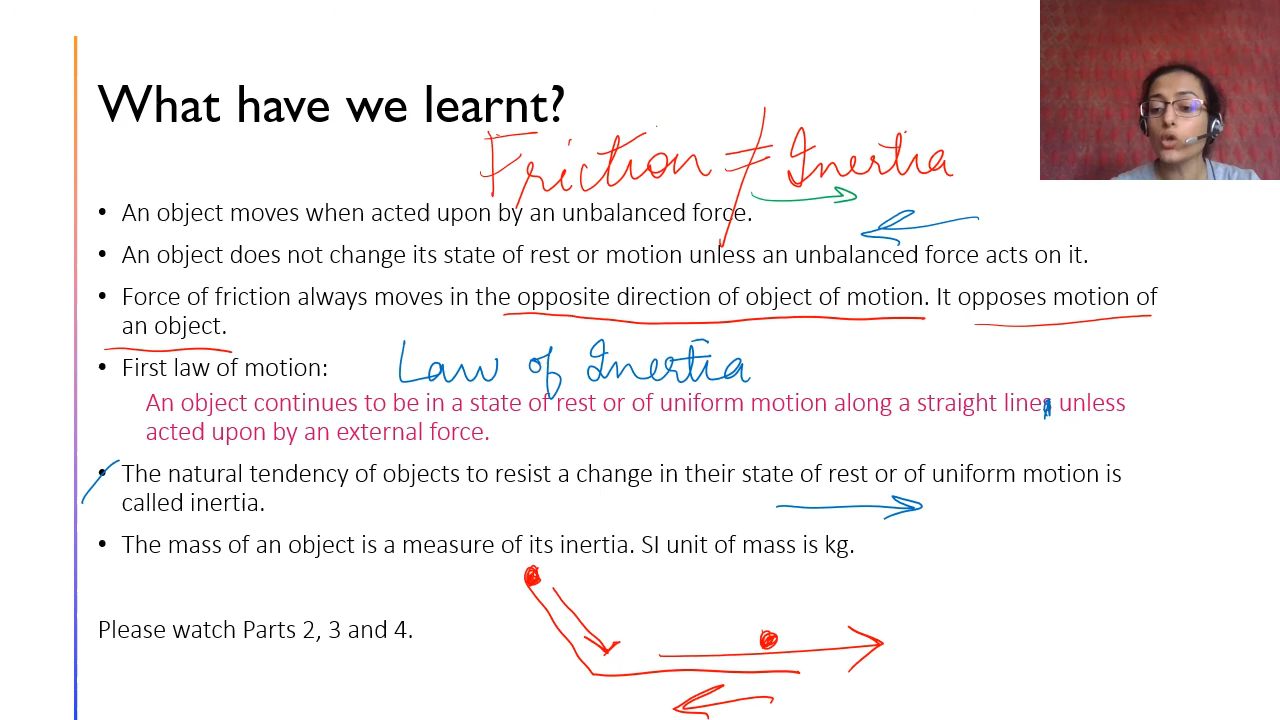 What have we learnt?
Friction ≠ Inertia
• An object moves when acted upon by an unbalanced force.
• An object does not change its state of rest or motion unless an unbalanced force acts on it.
• Force of friction always moves in the opposite direction of object of motion. It opposes motion of
an object.
• First law of motion:
Law of Inertia
An object continues to be in a state of rest or of uniform motion along a straight line, unless
acted upon by an external force.
• The natural tendency of objects to resist a change in their state of rest or of uniform motion is
called inertia.
• The mass of an object is a measure of its inertia. SI unit of mass is kg.
Please watch Parts 2, 3 and 4.